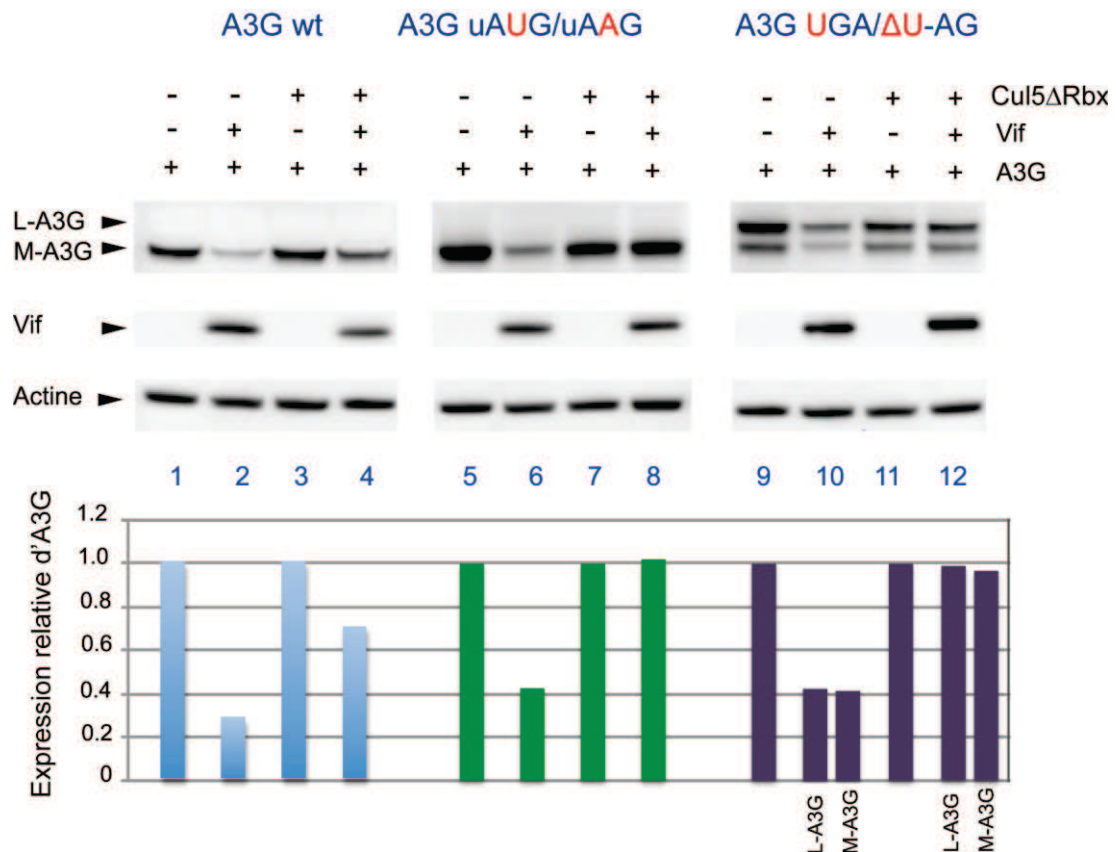 A3G wt A3G uAUG/uAAG A3G UGA/ΔU-AG
- - + + - - + + - - + + Cul5ΔRbx
- + - + - + - + - + - + Vif
+ + + + + + + + + + + + A3G
L-A3G
M-A3G
Vif
Actine
1 2 3 4 5 6 7 8 9 10 11 12
Expression relative d'A3G
1.2
1.0
0.8
0.6
0.4
0.2
0
L-A3G
M-A3G
L-A3G
M-A3G